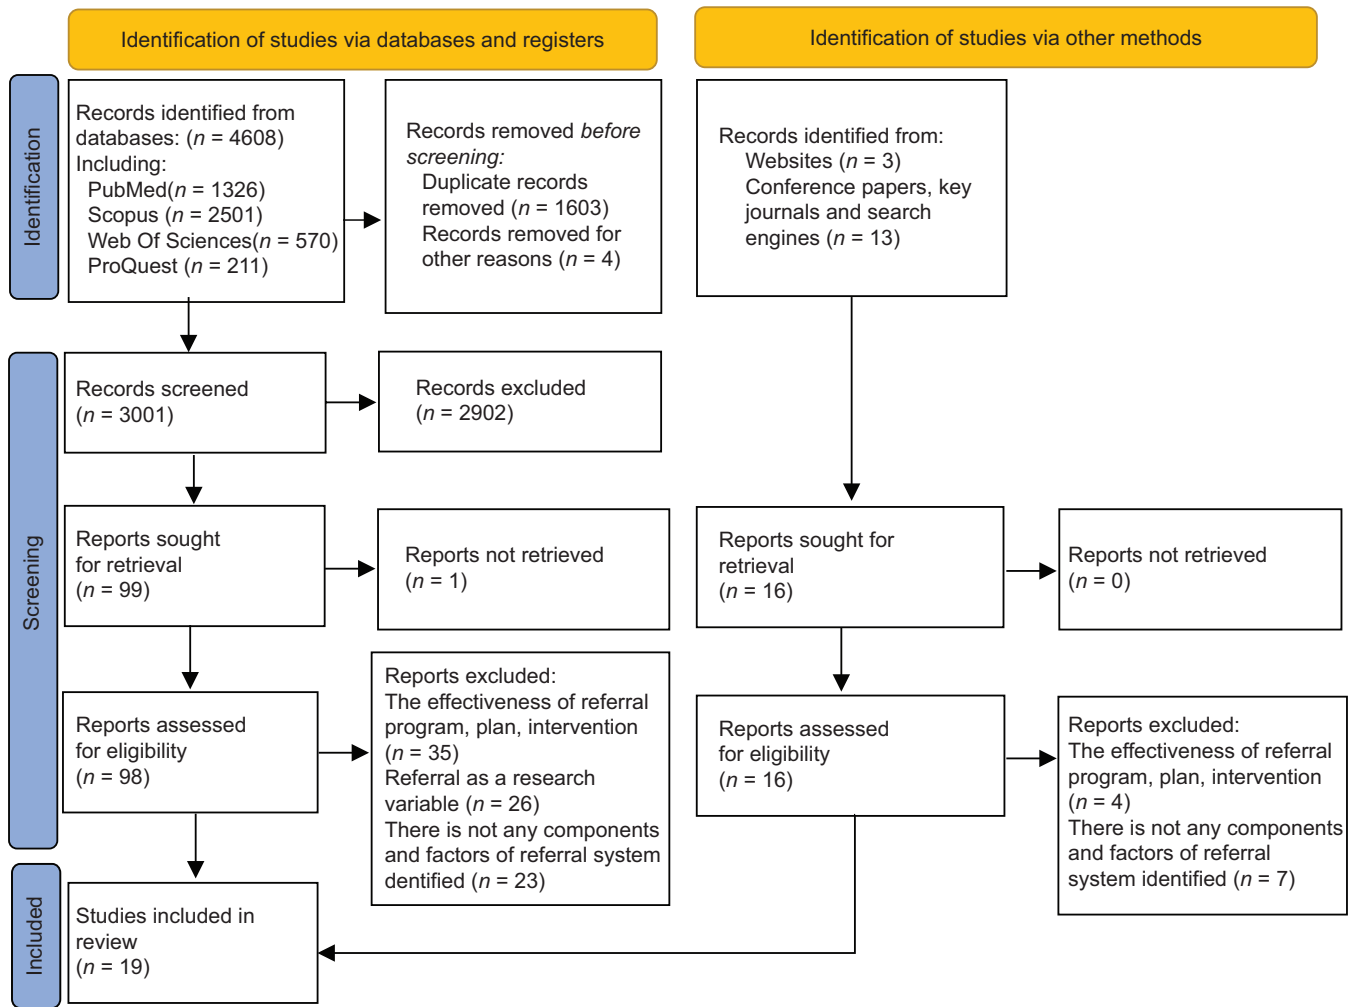 Identification of studies via databases and registers
Identification of studies via other methods
Identification
Records identified from
databases: (n = 4608)
Including:
PubMed(n = 1326)
Scopus (n = 2501)
Web Of Sciences(n = 570)
ProQuest (n = 211)
Records removed before
screening:
Duplicate records
removed (n = 1603)
Records removed for
other reasons (n = 4)
Records identified from:
Websites (n = 3)
Conference papers, key
journals and search
engines (n = 13)
Screening
Records screened
(n = 3001)
Records excluded
(n = 2902)
Reports sought
for retrieval
(n = 99)
Reports not retrieved
(n = 1)
Reports sought for
retrieval
(n = 16)
Reports not retrieved
(n = 0)
Reports assessed
for eligibility
(n = 98)
Reports excluded:
The effectiveness of referral
program, plan, intervention
(n = 35)
Referral as a research
variable (n = 26)
There is not any components
and factors of referral system
dentified (n = 23)
Reports assessed
for eligibility
(n = 16)
Reports excluded:
The effectiveness of referral
program, plan, intervention
(n = 4)
There is not any components
and factors of referral
system identified (n = 7)
Included
Studies included in
review
(n = 19)